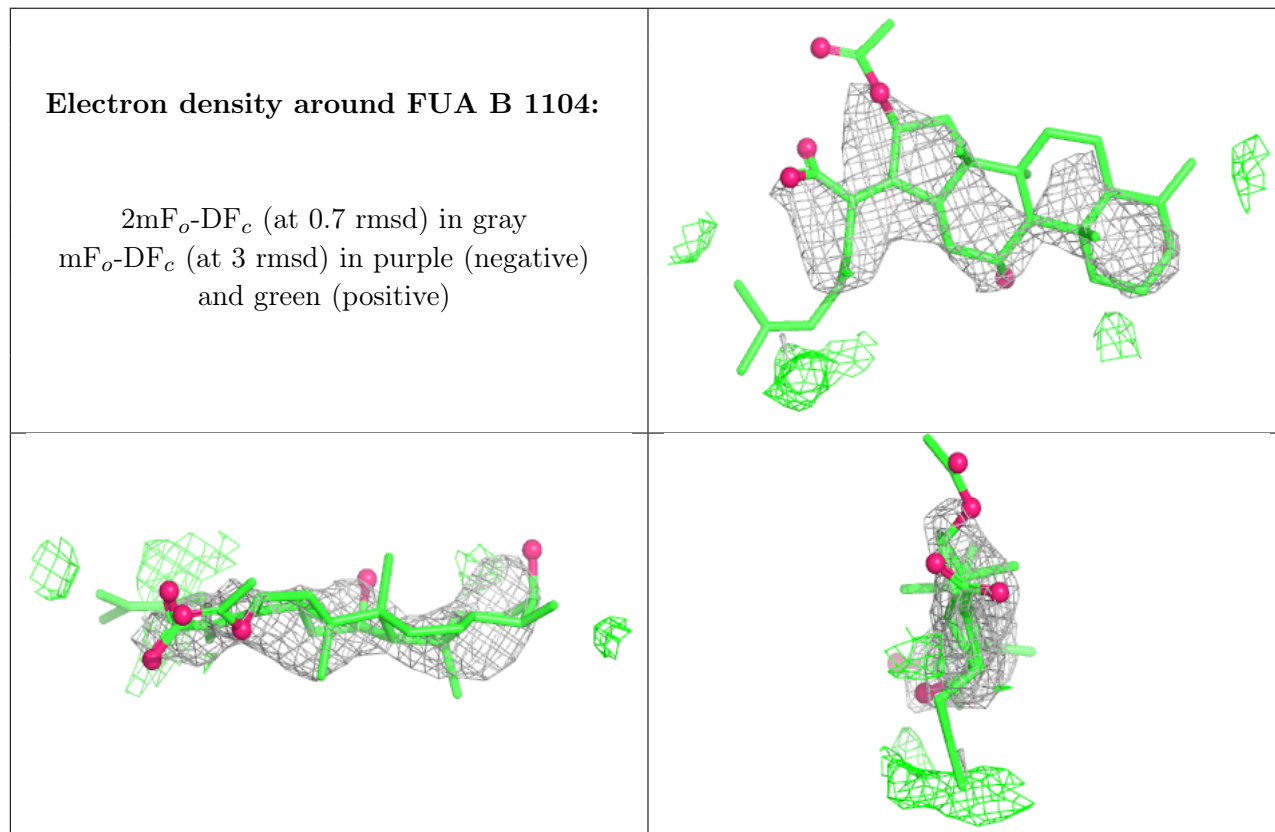 Electron density around FUA B 1104:
2mFo-DFc (at 0.7 rmsd) in gray
mFo-DFc (at 3 rmsd) in purple (negative)
and green (positive)